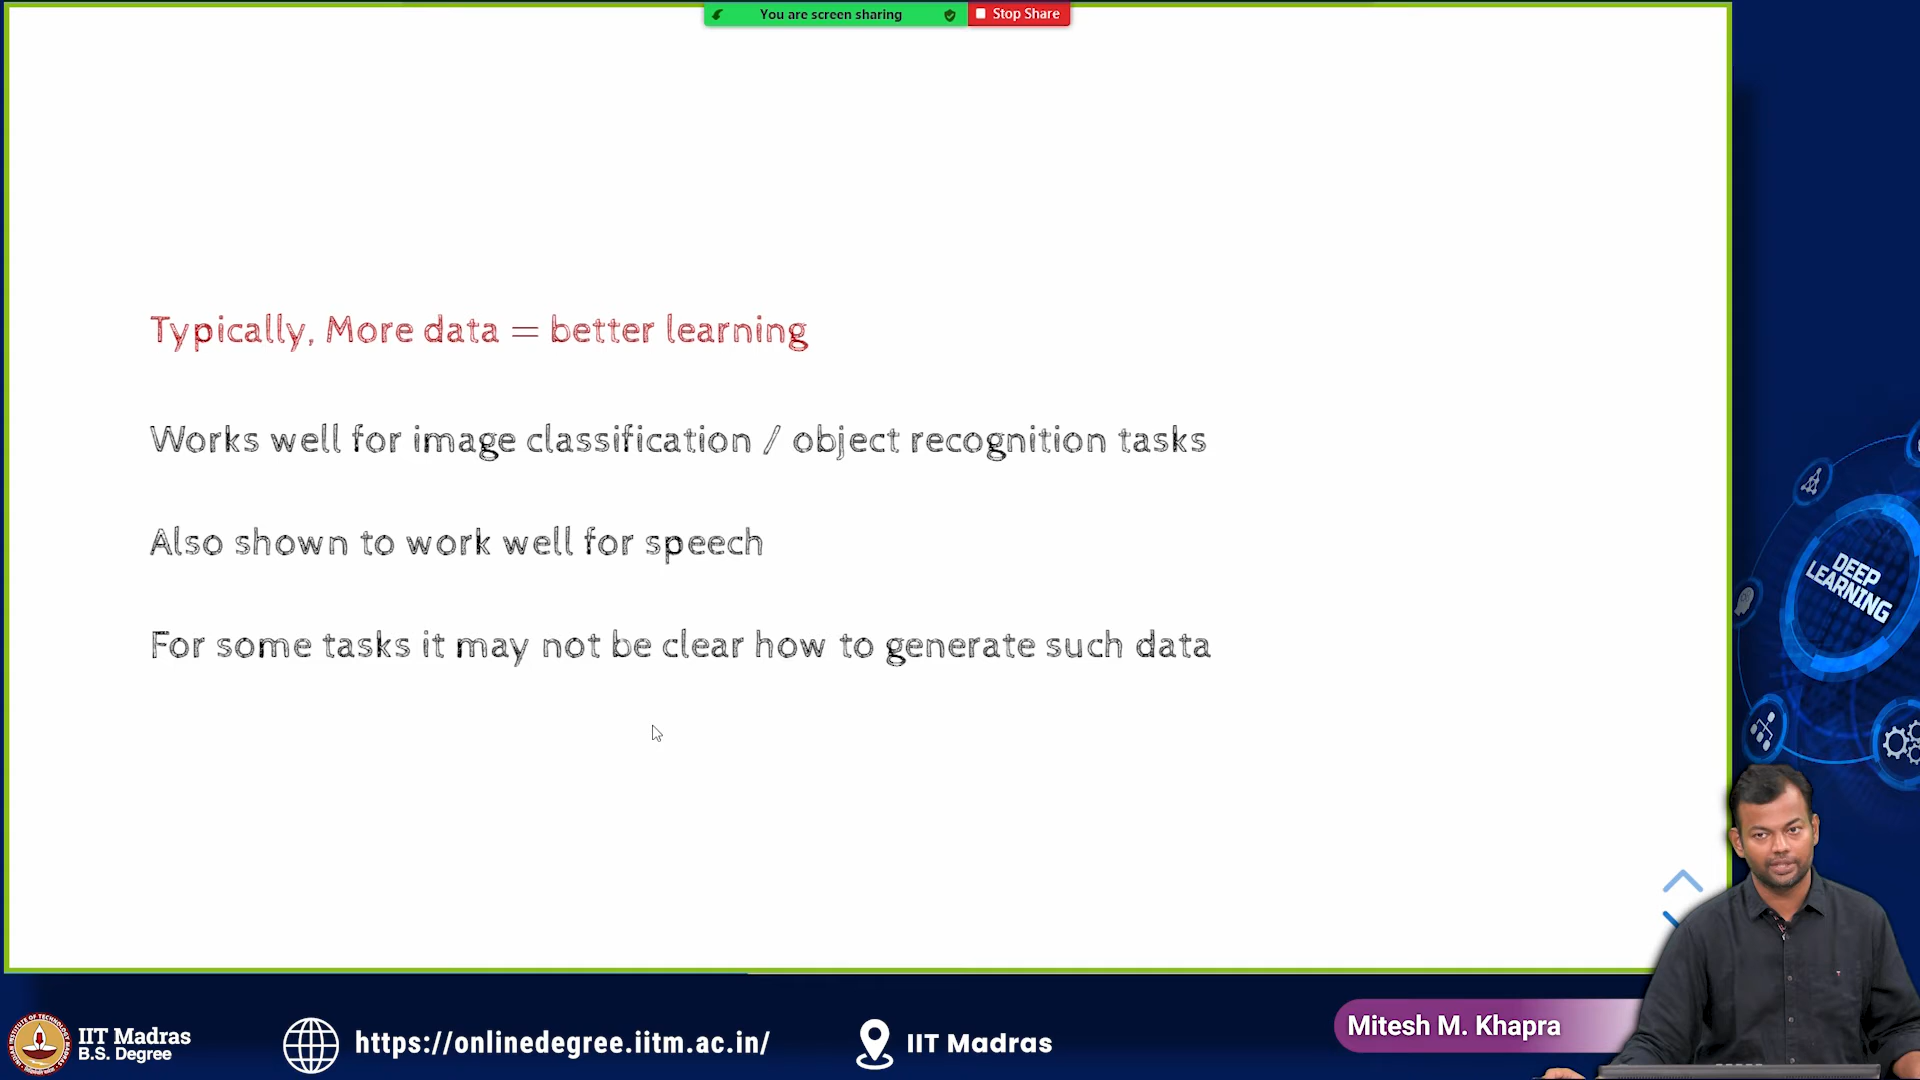 You are screen sharing
Stop Share
Typically, More data = better learning
Works well for image classification / object recognition tasks
Also shown to work well for speech
For some tasks it may not be clear how to generate such data
DEEP
LEARNING
Mitesh M. Khapra
IIT Madras
B.S. Degree
https://onlinedegree.iitm.ac.in/
IIT Madras